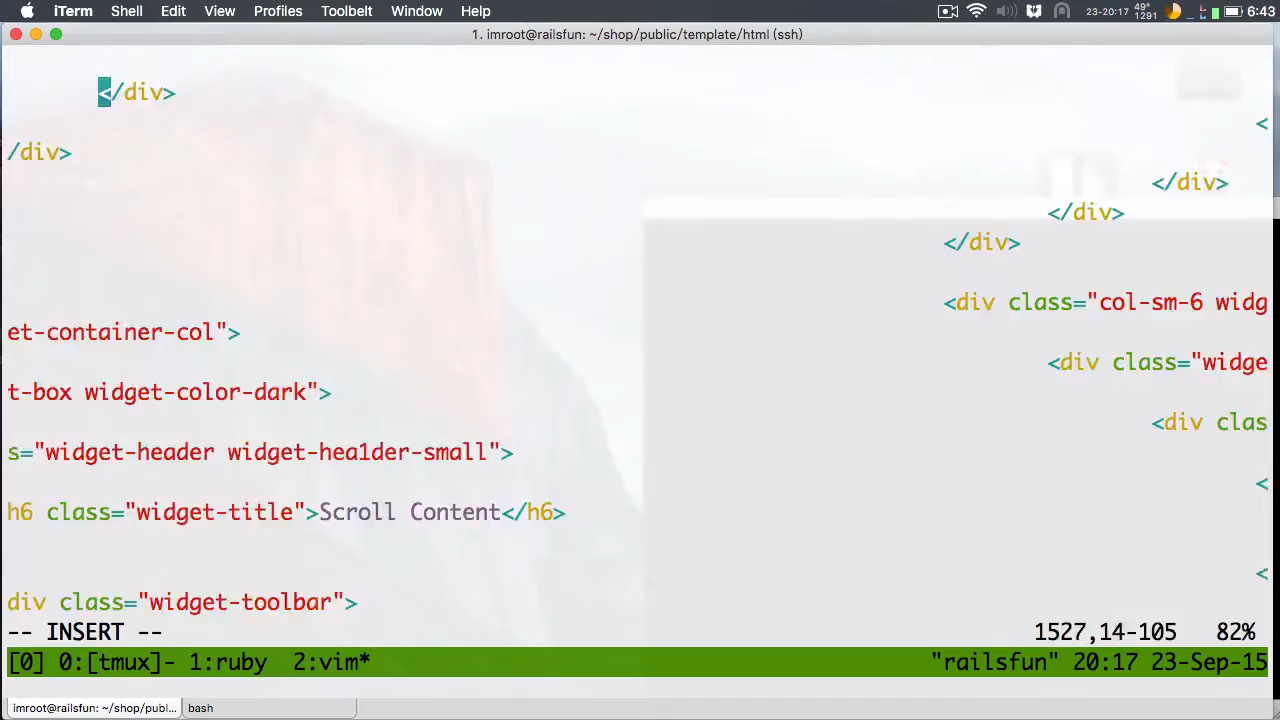 iTerm Shell Edit View Profiles Toolbelt Window Help 23-20:17 49° 1291 6:43
1. imroot@railsfun: ~/shop/public/template/html (ssh)
</div>
<
/div>
</div>
</div>
</div>
<div class="col-sm-6 widg
et-container-col">
<div class="widge
t-box widget-color-dark">
<div clas
s="widget-header widget-hea1der-small">
<
h6 class="widget-title">Scroll Content</h6>
<
div class="widget-toolbar">
-- INSERT -- 1527,14-105 82%
[0] 0:[tmux]- 1:ruby 2:vim* "railsfun" 20:17 23-Sep-15
imroot@railsfun: ~/shop/publ... bash